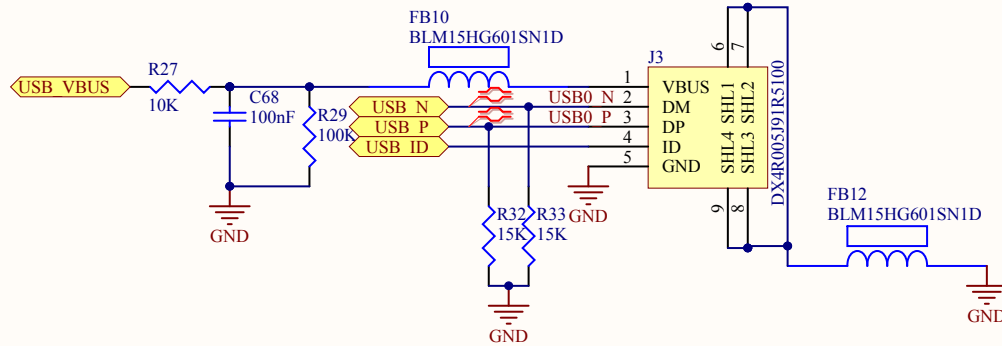 FB10
BLM15HG601SN1D
J3
6
7
USB_VBUS
R27
10K
C68
100nF
R29
100K
USB_N
USB_P
USB_ID
USB0_N
USB0_P
1
2
3
4
5
VBUS
DM
DP
ID
GND
SHL1
SHL2
SHL4
SHL3
DX4R005J91R5100
9
8
GND
GND
R32
15K
R33
15K
GND
FB12
BLM15HG601SN1D
GND